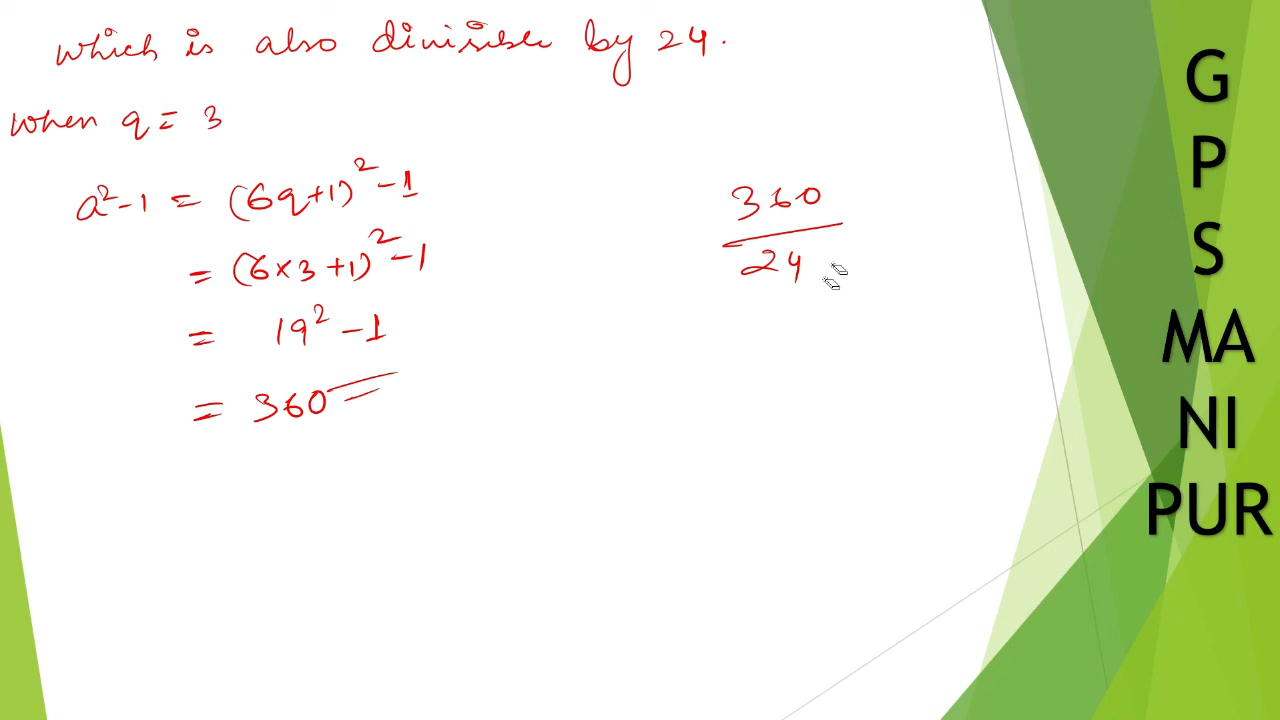 which is also divisible by 24.
when q = 3
a² - 1 = (6q+1)² - 1
= (6×3+1)² - 1
= 19² - 1
= 360
360
24
G
P
S
MA
NI
PUR